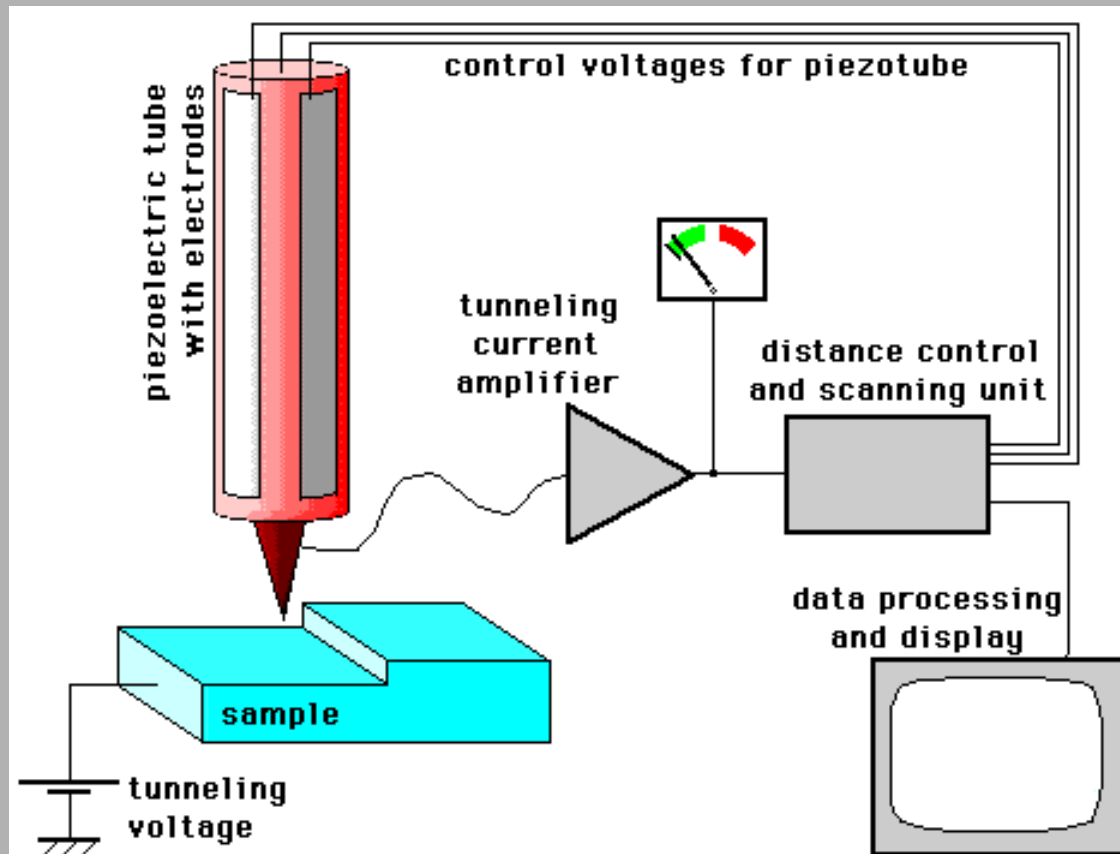 control voltages for piezotube
piezoelectric tube
with electrodes
tunneling
current
amplifier
distance control
and scanning unit
data processing
and display
sample
tunneling
voltage